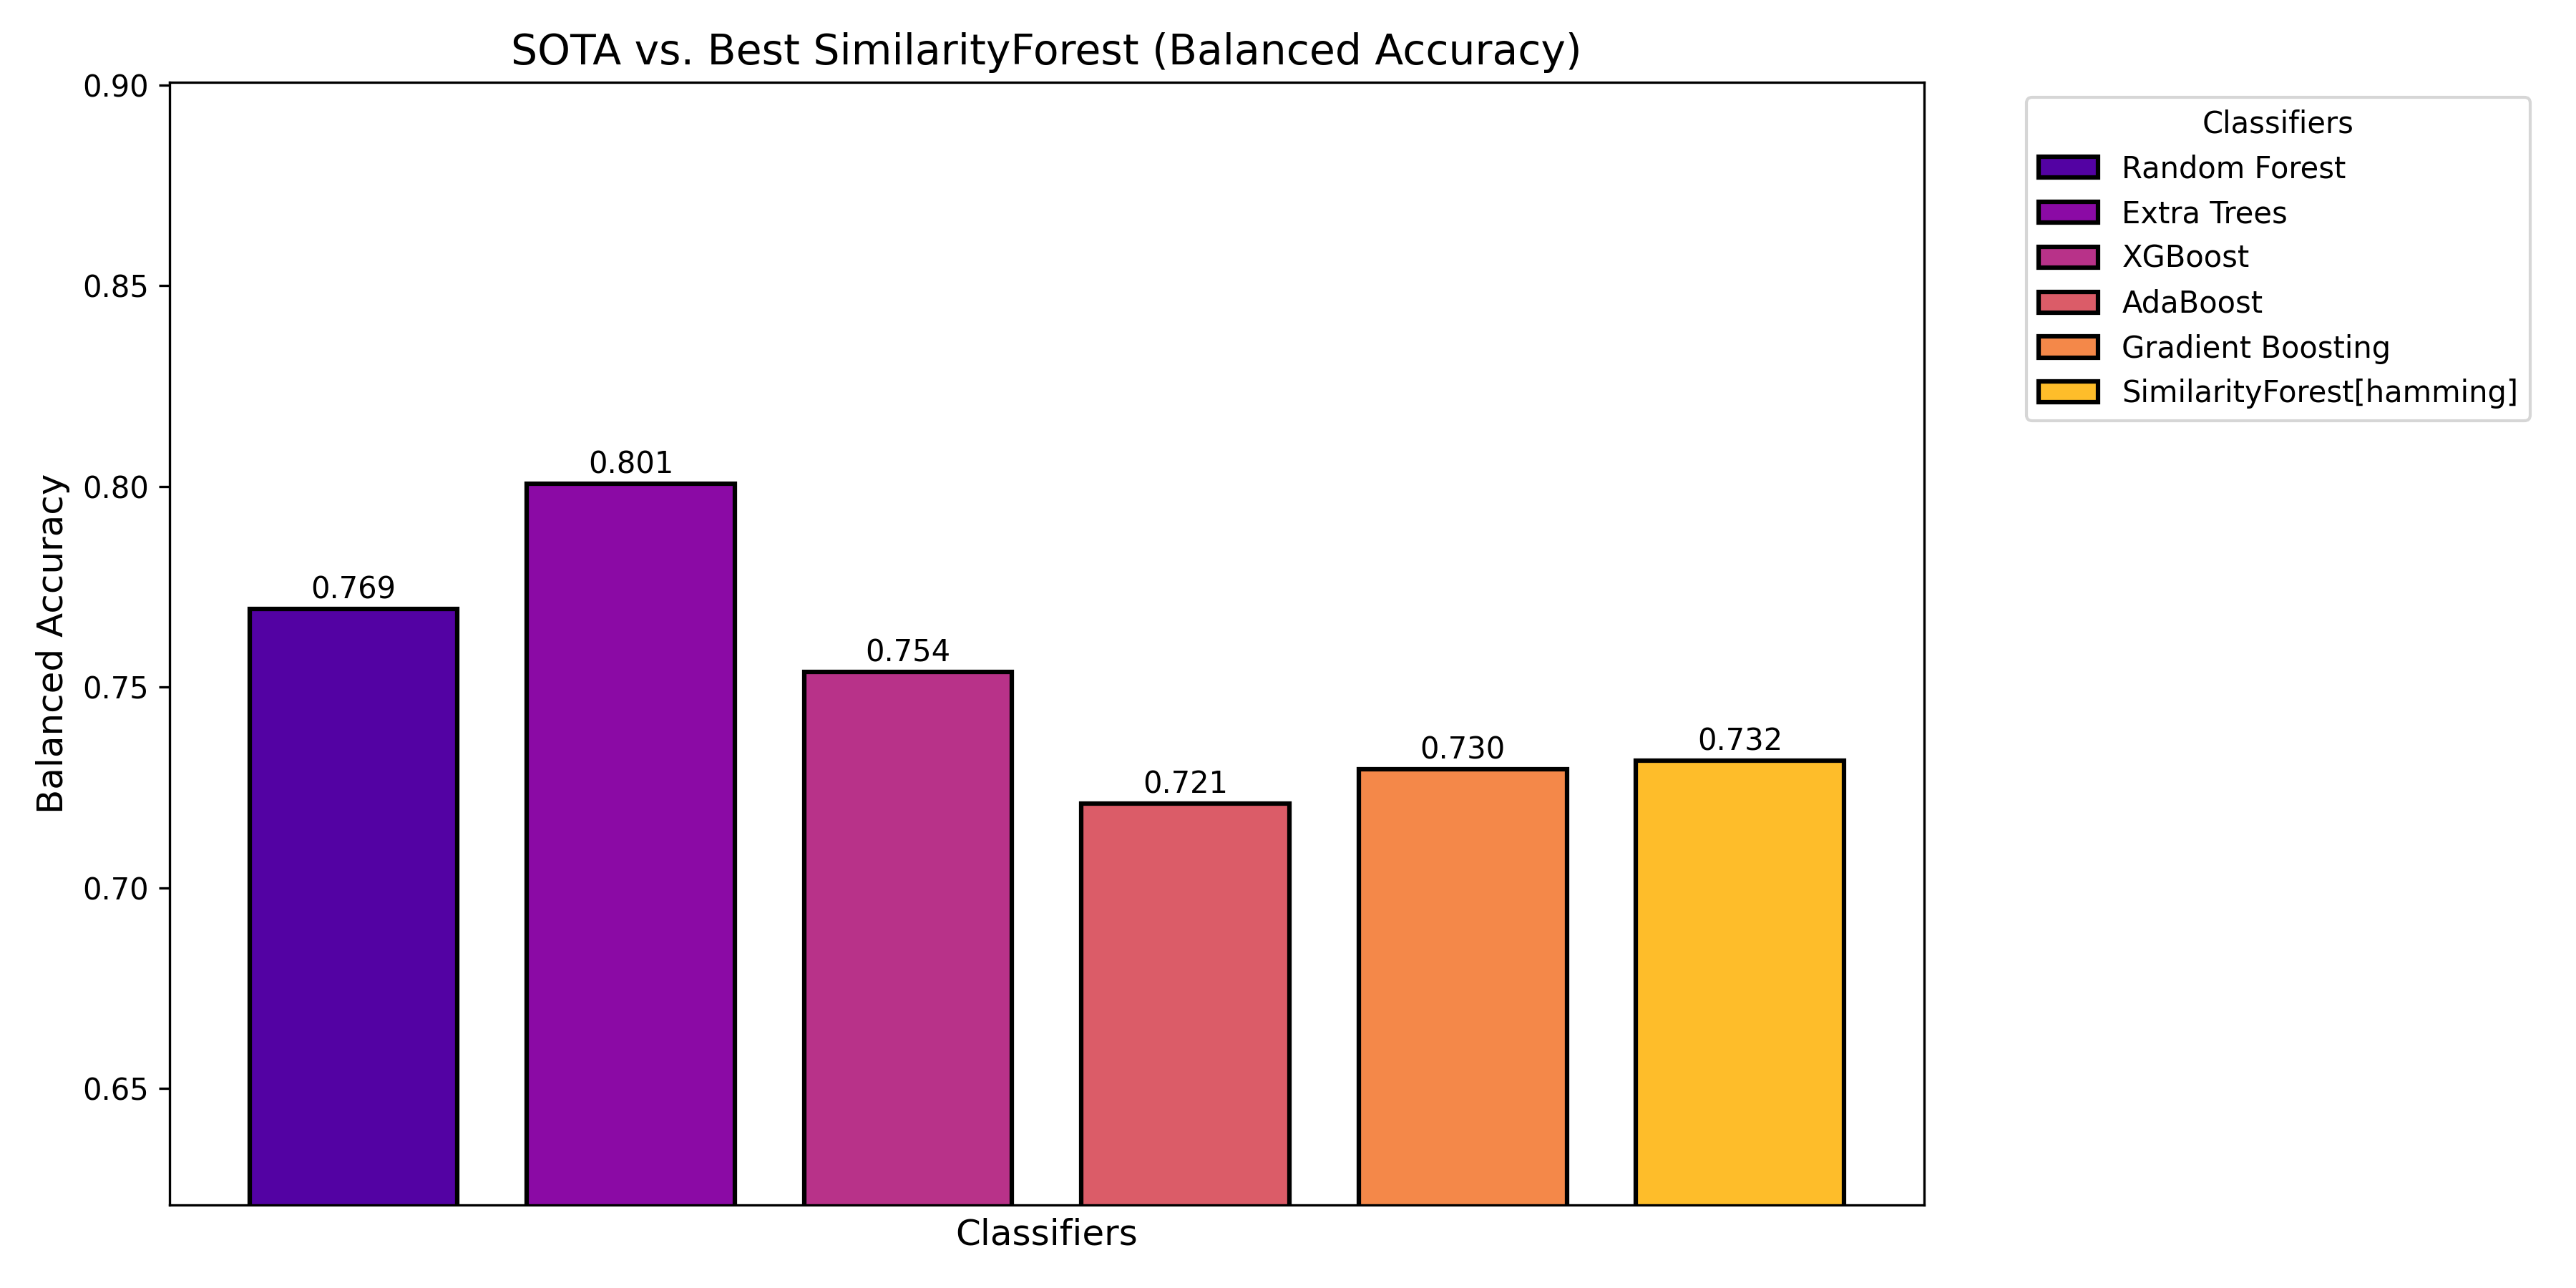 SOTA vs. Best SimilarityForest (Balanced Accuracy)
Balanced Accuracy
0.90
0.85
0.80
0.75
0.70
0.65
0.769
0.801
0.754
0.721
0.730
0.732
Classifiers
Classifiers
Random Forest
Extra Trees
XGBoost
AdaBoost
Gradient Boosting
SimilarityForest[hamming]